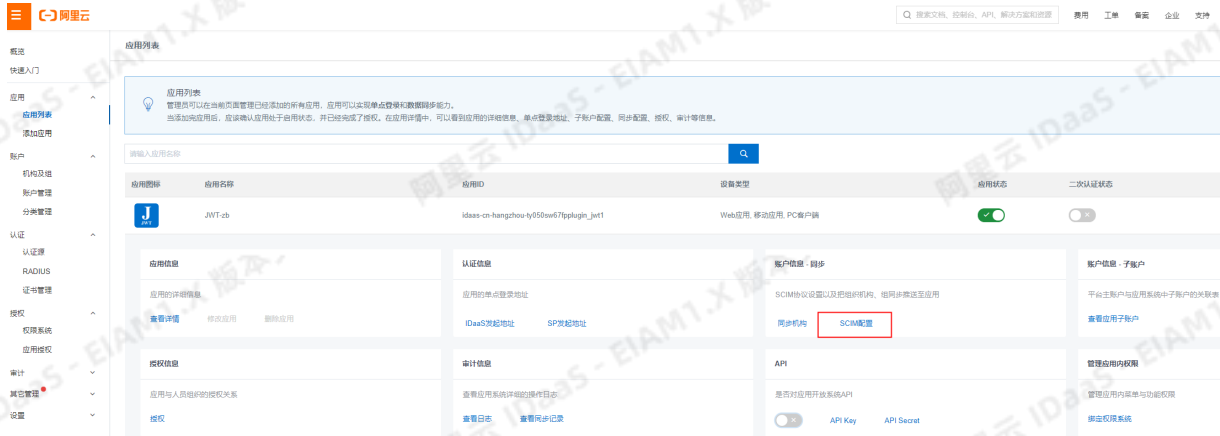 阿里云
搜索文档、控制台、API、解决方案和资源
费用 工单 备案 企业 支持
概览
快速入门
应用
应用列表
添加应用
账户
机构及组
账户管理
分类管理
认证
认证源
RADIUS
证书管理
授权
权限系统
应用授权
审计
其它管理
设置
应用列表
应用列表
管理员可以在当前页面管理已经添加的所有应用，应用可以实现单点登录和数据同步能力。
当添加完应用后，应该确认应用处于启用状态，并已经完成了授权。在应用详情中，可以看到应用的详细信息、单点登录地址、子账户配置、同步配置、授权、审计等信息。
请输入应用名称
应用图标 应用名称 应用ID 设备类型 应用状态 二次认证状态
J JWT JWT-zb idaas-cn-hangzhou-ty050sw67fpplugin_jwt1 Web应用, 移动应用, PC客户端
应用信息
应用的详细信息
查看详情 修改应用 删除应用
认证信息
应用的单点登录地址
IDaaS发起地址 SP发起地址
账户信息 - 同步
SCIM协议设置以及把组织机构、组同步推送至应用
同步机构 SCIM配置
账户信息 - 子账户
平台主账户与应用系统中子账户的关联表
查看应用子账户
授权信息
应用与人员组织的授权关系
授权
审计信息
查看应用系统详细的操作日志
查看日志 查看同步记录
API
是否对应用开放系统API
API Key API Secret
管理应用内权限
管理应用内菜单与功能权限
绑定权限系统
阿里云 IDaaS - EIAM1.X 版本